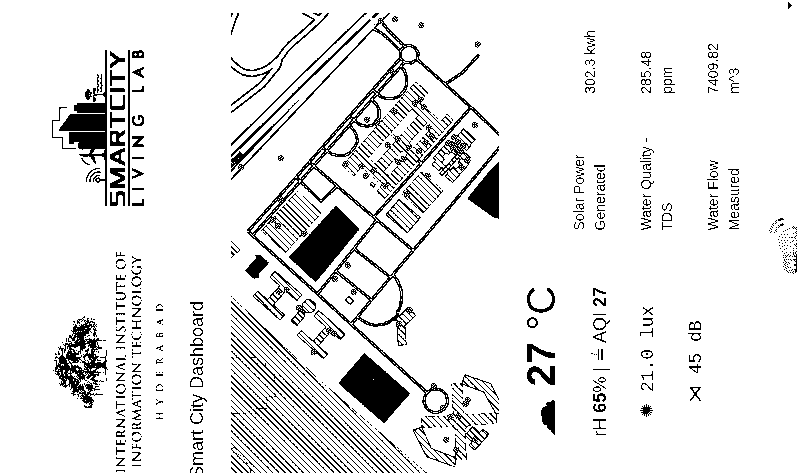 INTERNATIONAL INSTITUTE OF
INFORMATION TECHNOLOGY
HYDERABAD
SMARTCITY
LIVING LAB
Smart City Dashboard
27 °C
rH 65% | AQI 27
21.0 lux
45 dB
Solar Power
Generated
302.3 kwh
Water Quality -
TDS
285.48
ppm
Water Flow
Measured
7409.82
m^3